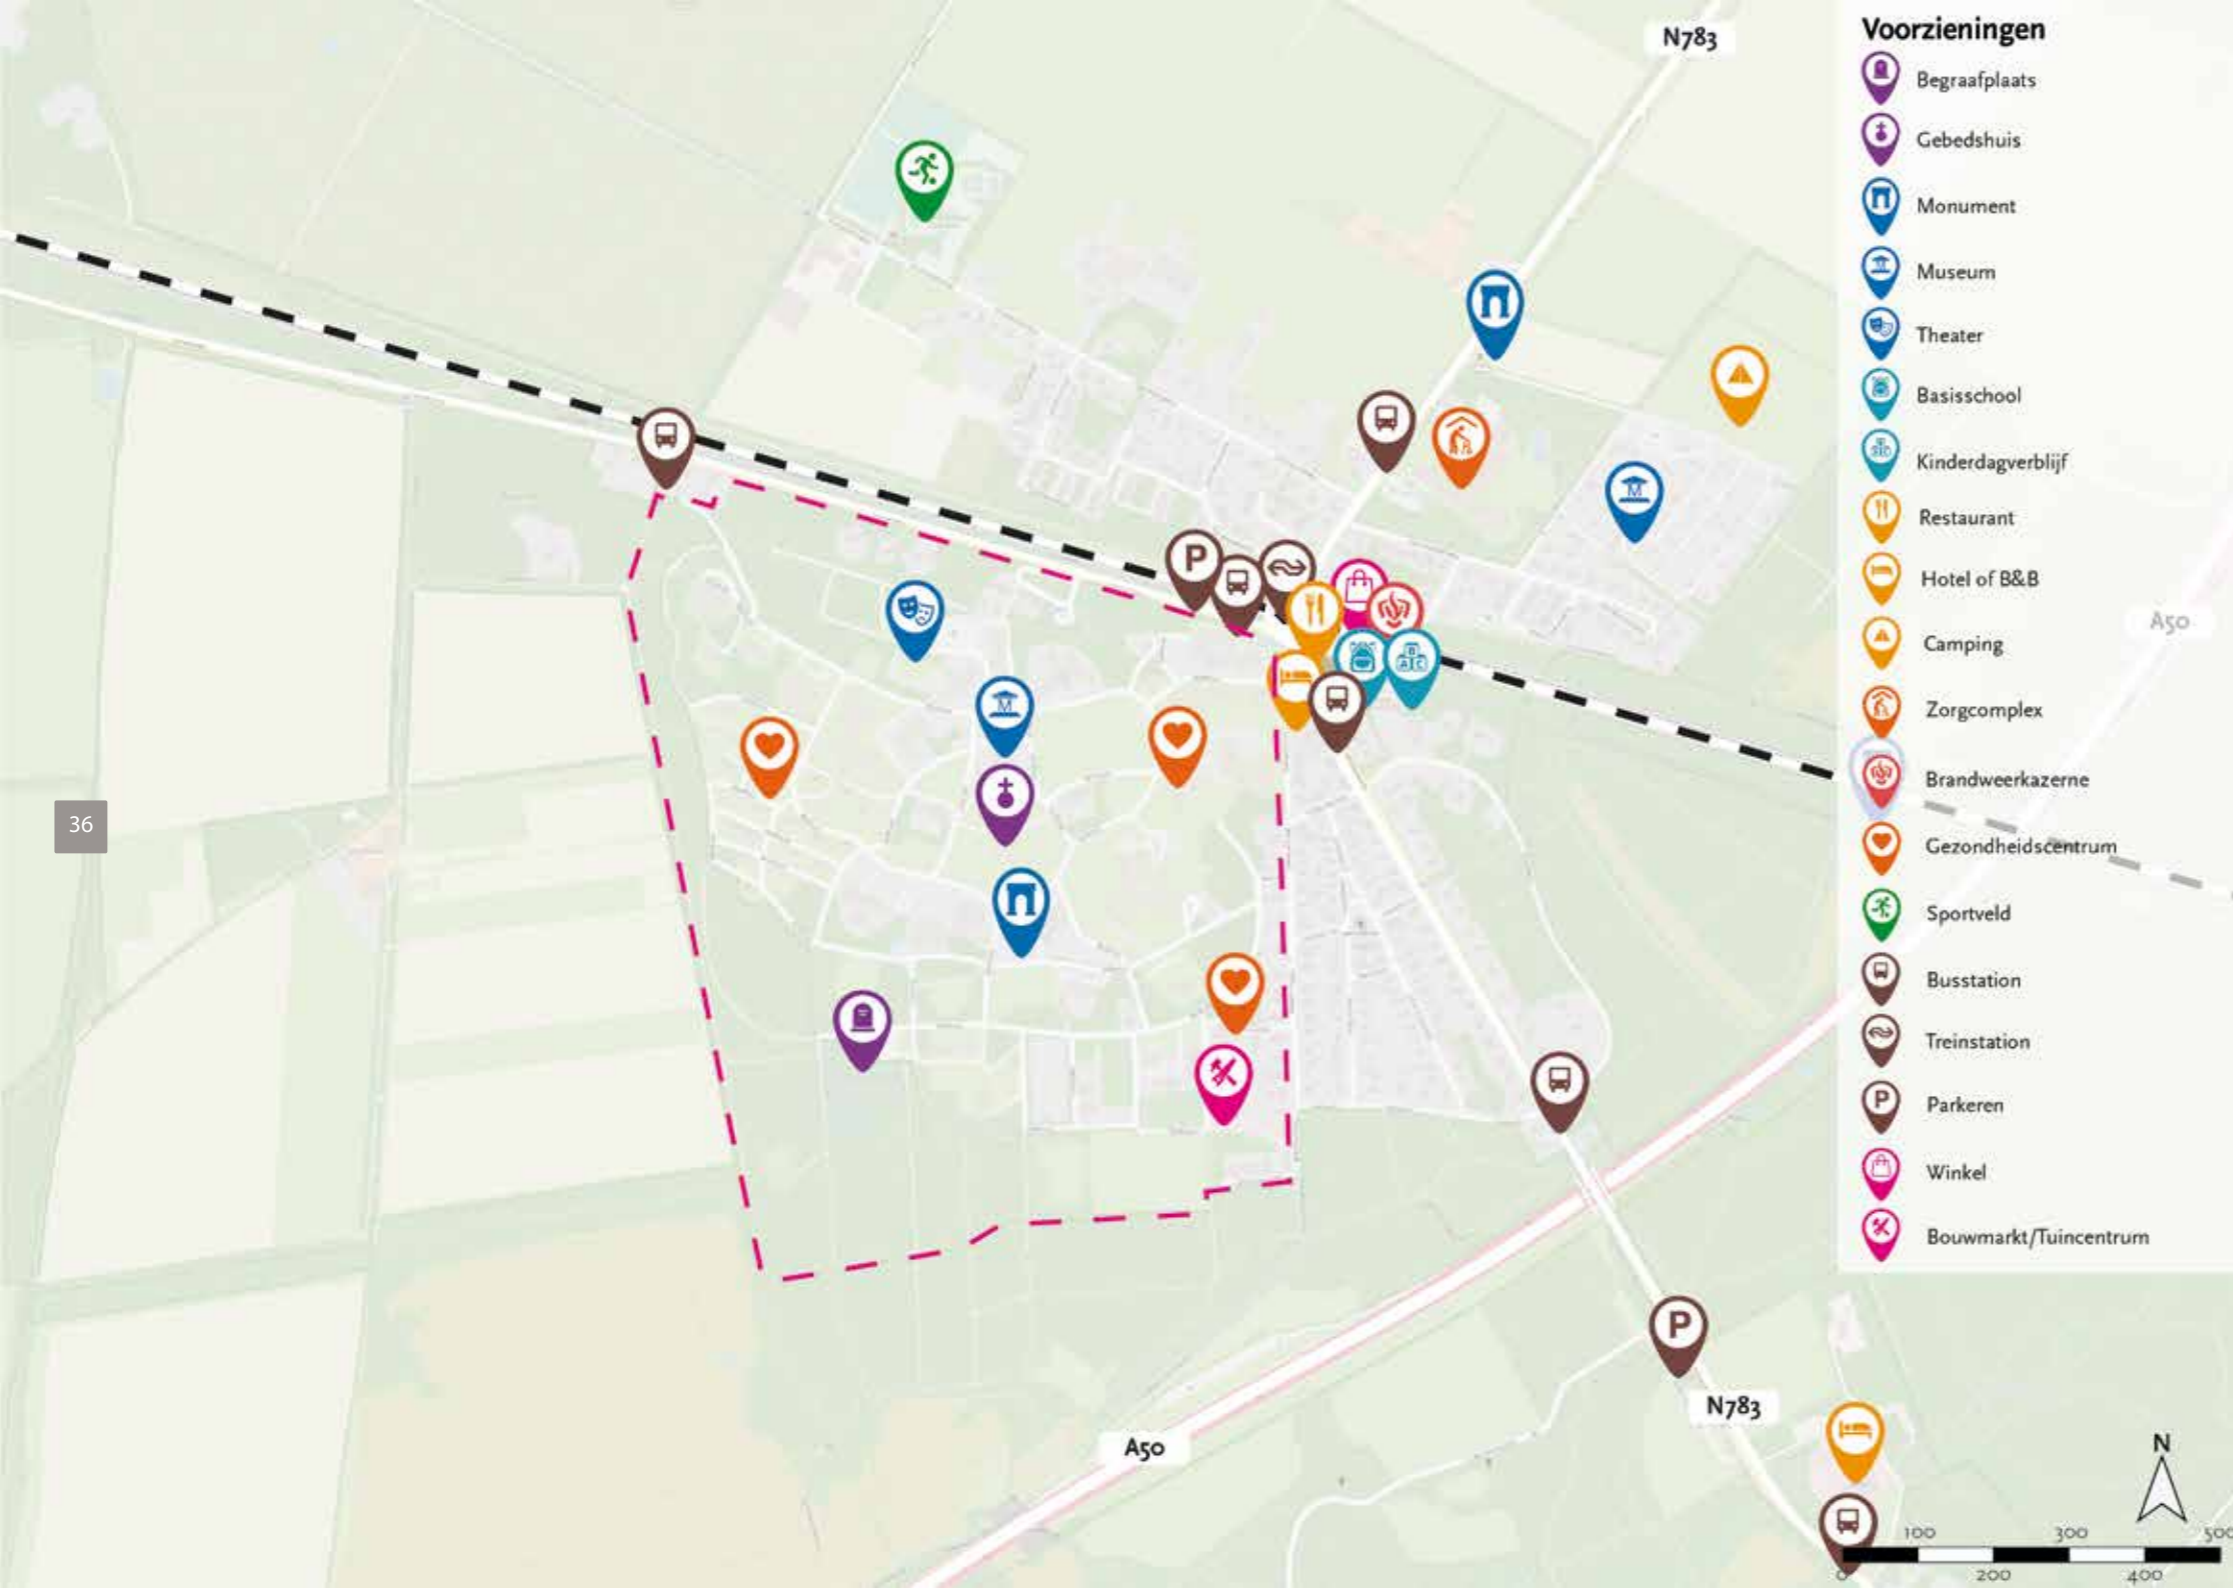 N783
Voorzieningen
Begraafplaats
Gebedshuis
Monument
Museum
Theater
Basisschool
Kinderdagverblijf
Restaurant
Hotel of B&B
Camping
Zorgcomplex
Brandweerkazerne
Gezondheidscentrum
Sportveld
Busstation
Treinstation
P
Parkeren
Winkel
Bouwmarkt/Tuincentrum
A50
M
P
M
B
A C
36
P
N783
A50
N
100 300 500
0 200 400